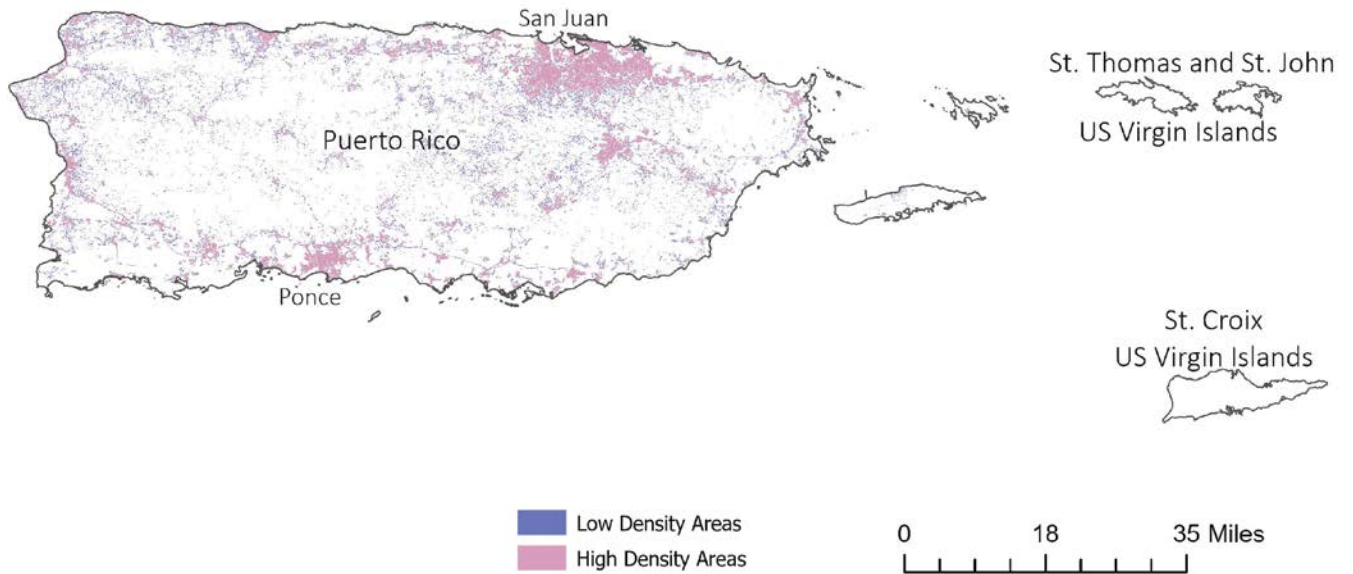 San Juan
St. Thomas and St. John
US Virgin Islands
Puerto Rico
Ponce
St. Croix
US Virgin Islands
Low Density Areas
High Density Areas
0 18 35 Miles